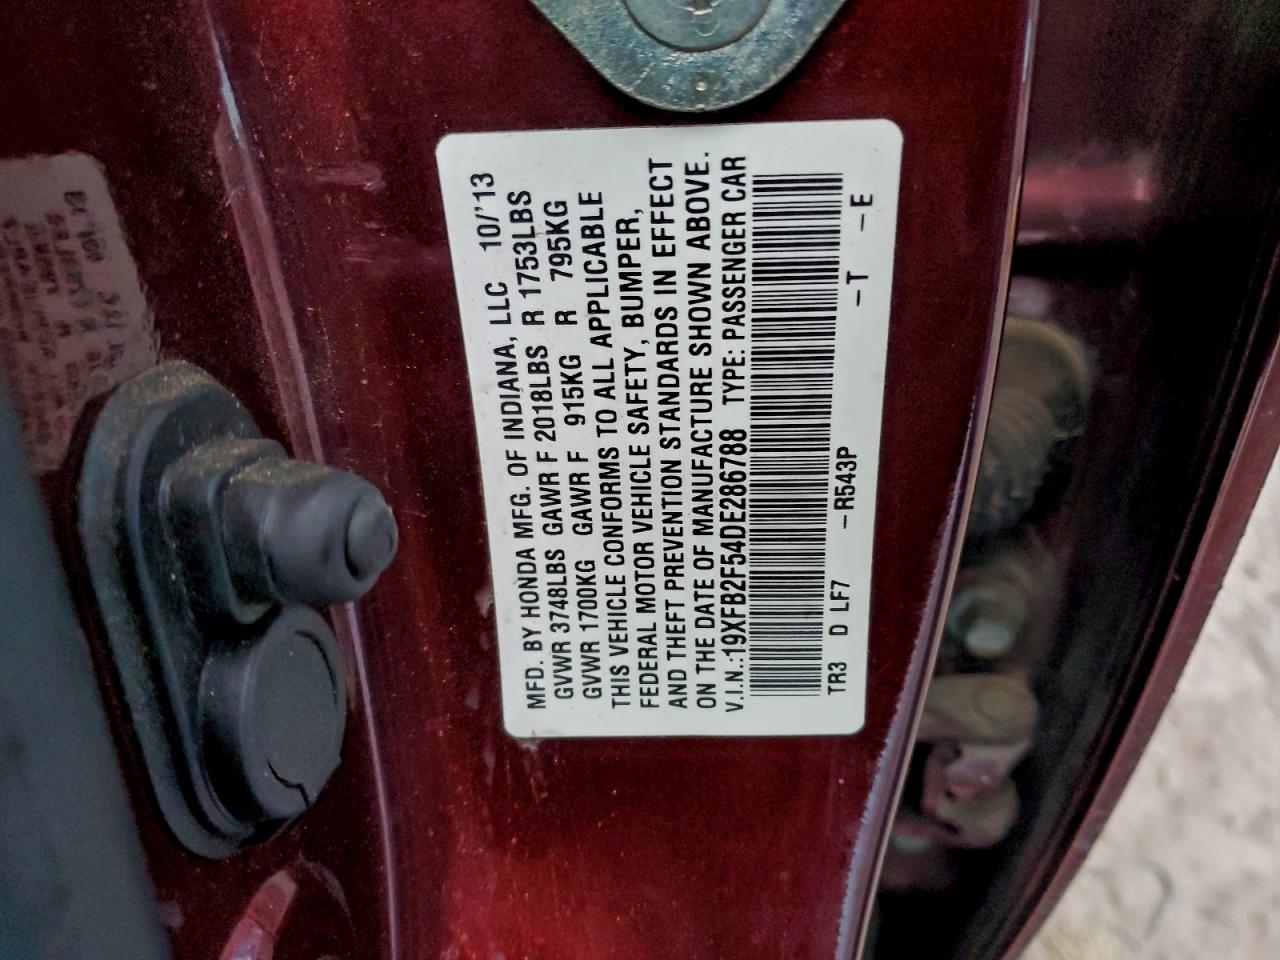 MFD. BY HONDA MFG. OF INDIANA, LLC 10/'13
GVWR 3748LBS GAWR F 2018LBS R 1753LBS
GVWR 1700KG GAWR F 915KG R 795KG
THIS VEHICLE CONFORMS TO ALL APPLICABLE
FEDERAL MOTOR VEHICLE SAFETY, BUMPER,
AND THEFT PREVENTION STANDARDS IN EFFECT
ON THE DATE OF MANUFACTURE SHOWN ABOVE.
V.I.N.:19XFB2F54DE286788 TYPE: PASSENGER CAR
TR3 D LF7 -R543P -T -E